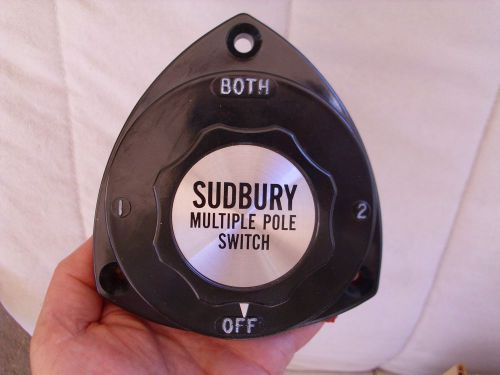 BOTH
1
2
SUDBURY
MULTIPLE POLE
SWITCH
OFF